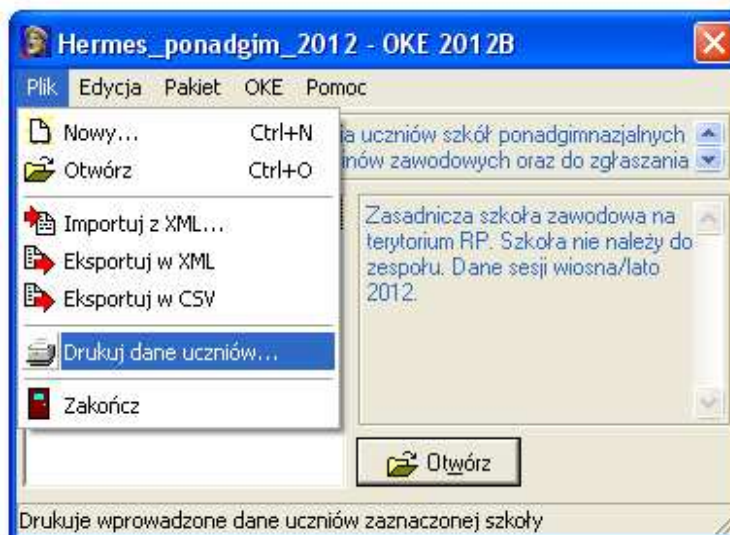 Hermes_ponadgim_2012 - OKE 2012B
Plik Edycja Pakiet OKE Pomoc
Nowy... Ctrl+N
Otwórz Ctrl+O
Importuj z XML...
Eksportuj w XML
Eksportuj w CSV
Drukuj dane uczniów...
Zakończ
uczniów szkół ponadgimnazjalnych
zawodowych oraz do zgłaszania
Zasadnicza szkoła zawodowa na
terytorium RP. Szkoła nie należy do
zespołu. Dane sesji wiosna/lato
2012.
Otwórz
Drukuje wprowadzone dane uczniów zaznaczonej szkoły